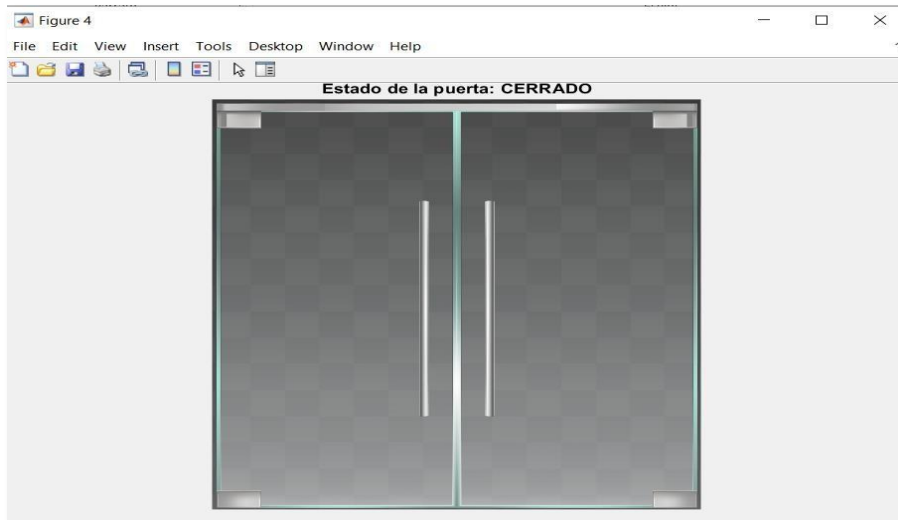 Figure 4
File Edit View Insert Tools Desktop Window Help
Estado de la puerta: CERRADO